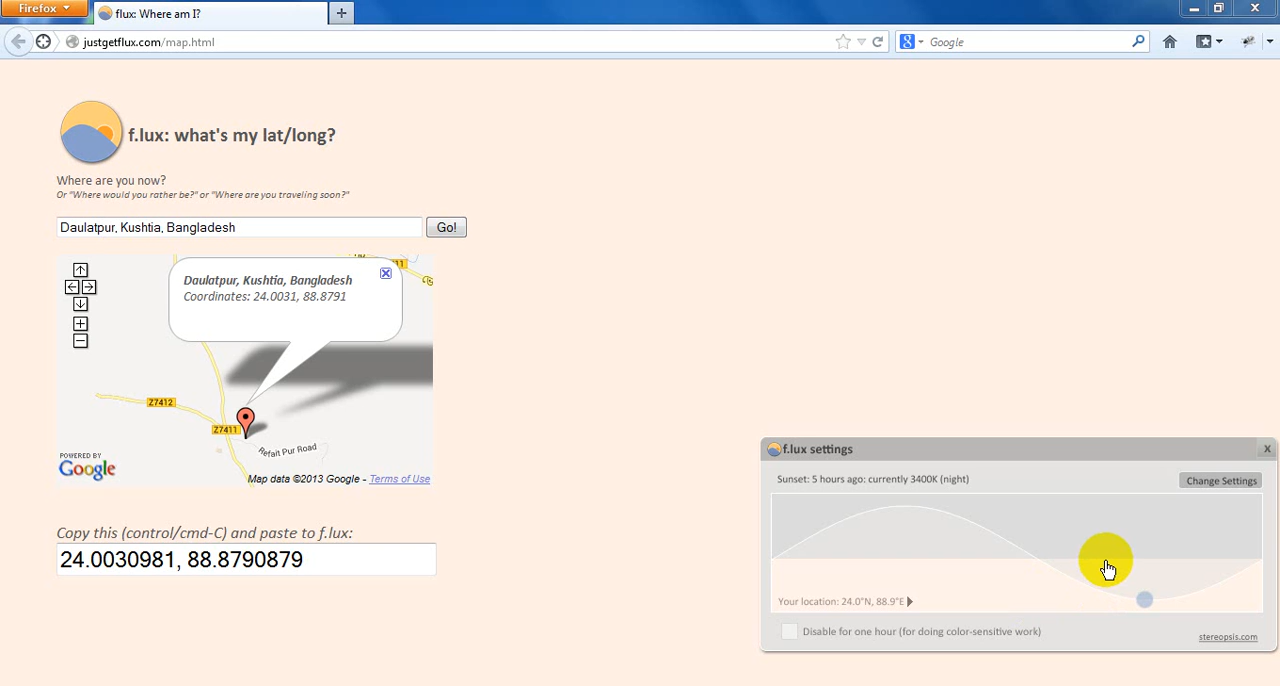 Firefox
flux: Where am I?
justgetflux.com/map.html
Google
f.lux: what's my lat/long?
Where are you now?
Or "Where would you rather be?" or "Where are you traveling soon?"
Daulatpur, Kushtia, Bangladesh
Go!
Daulatpur, Kushtia, Bangladesh
Coordinates: 24.0031, 88.8791
Z7412
Z7411
Refait Pur Road
POWERED BY
Google
Map data ©2013 Google - Terms of Use
Copy this (control/cmd-C) and paste to f.lux:
24.0030981, 88.8790879
f.lux settings
Sunset: 5 hours ago: currently 3400K (night)
Change Settings
Your location: 24.0°N, 88.9°E
Disable for one hour (for doing color-sensitive work)
stereopsis.com